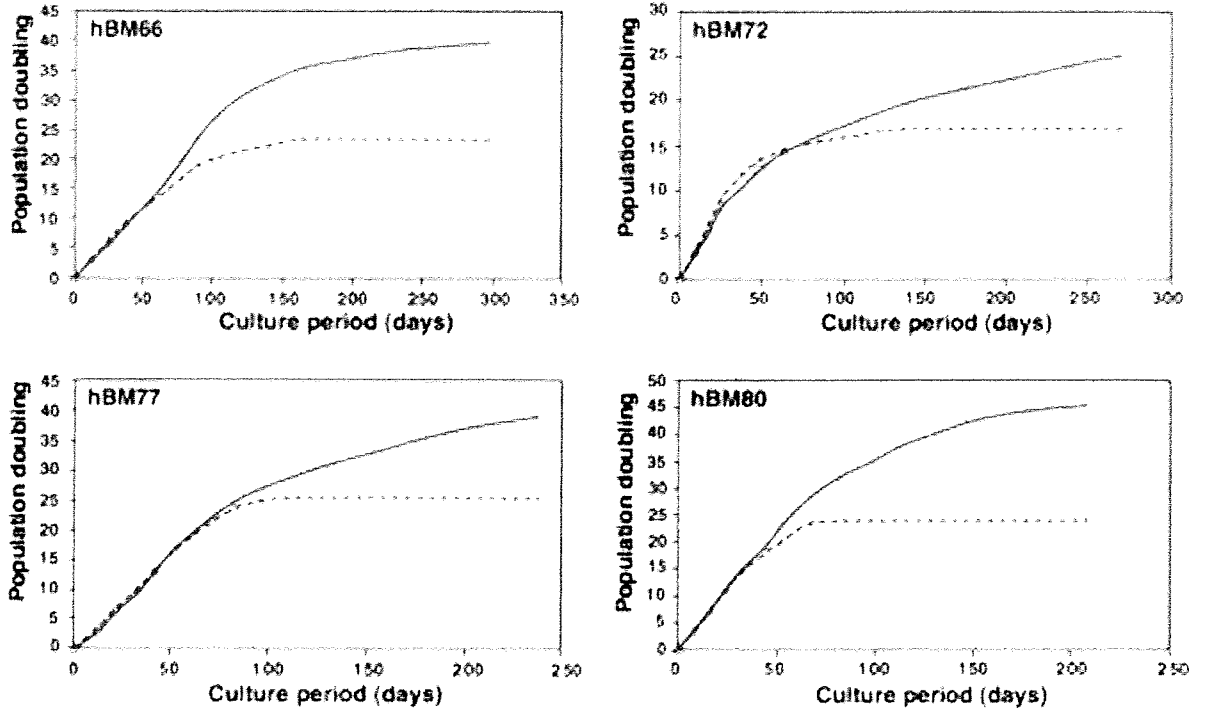 hBM66
Population doubling
45
40
35
30
25
20
15
10
5
0
0 50 100 150 200 250 300 350
Culture period (days)
hBM72
Population doubling
30
25
20
15
10
5
0
0 50 100 150 200 250 300
Culture period (days)
hBM77
Population doubling
45
40
35
30
25
20
15
10
5
0
0 50 100 150 200 250
Culture period (days)
hBM80
Population doubling
50
45
40
35
30
25
20
15
10
5
0
0 50 100 150 200 250
Culture period (days)